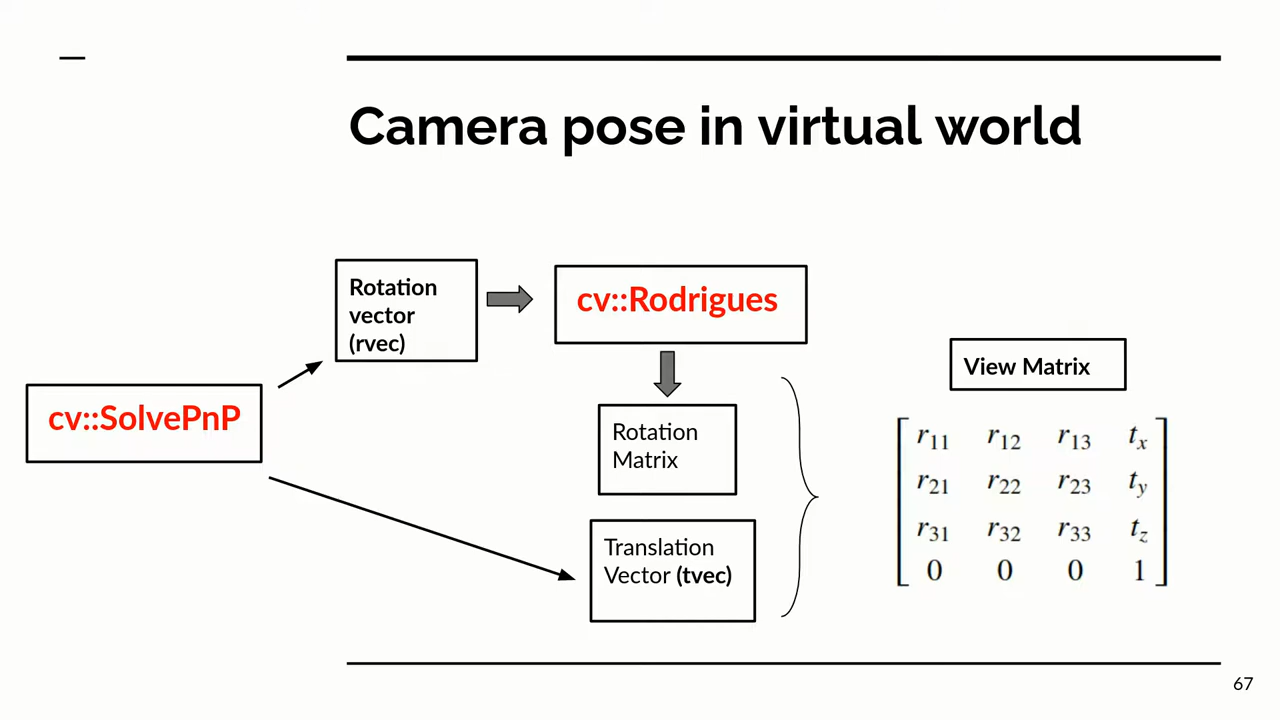 Camera pose in virtual world
Rotation
vector
(rvec)
cv::Rodrigues
cv::SolvePnP
Rotation
Matrix
Translation
Vector (tvec)
View Matrix
r11 r12 r13 tx
r21 r22 r23 ty
r31 r32 r33 tz
0 0 0 1
67